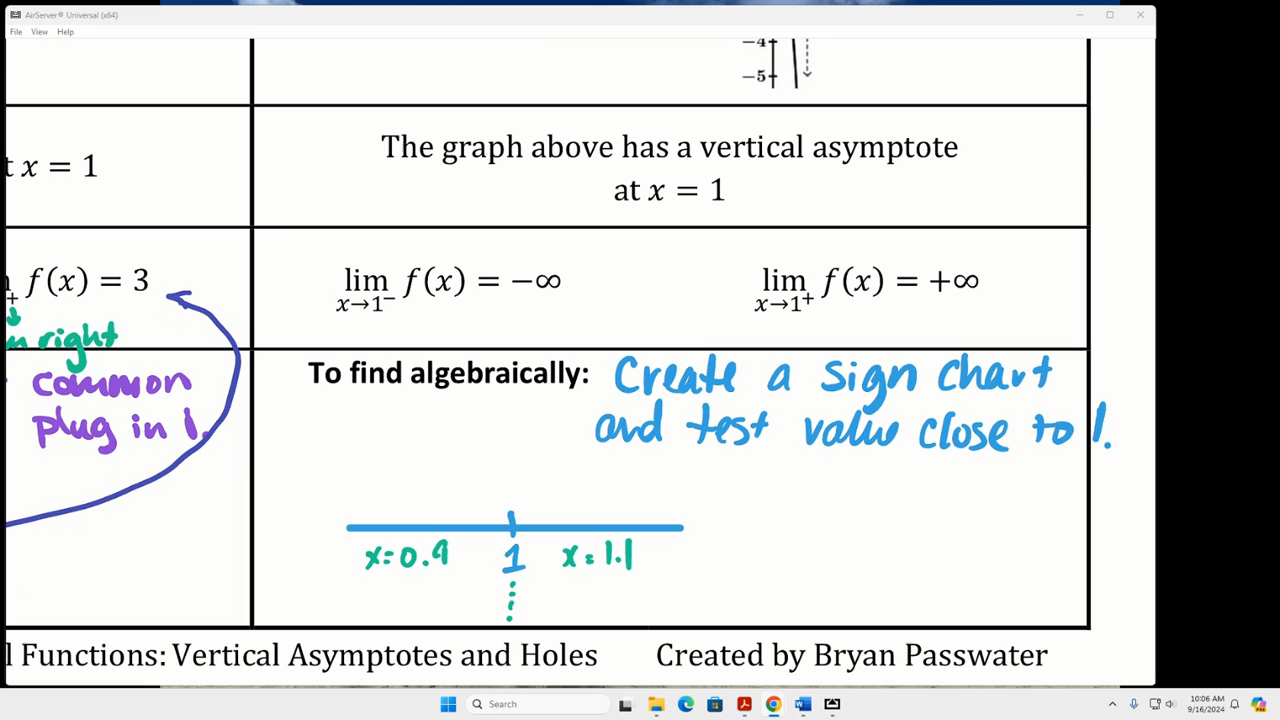 AirServer® Universal (x64)
File View Help
−4
−5
t x = 1
The graph above has a vertical asymptote
at x = 1
+ f(x) = 3
lim x→1⁻ f(x) = −∞
lim x→1⁺ f(x) = +∞
m right
common
plug in 1.
To find algebraically: Create a sign chart
and test value close to 1.
x=0.9 1 x=1.1
l Functions: Vertical Asymptotes and Holes Created by Bryan Passwater
Search
10:06 AM
9/16/2024